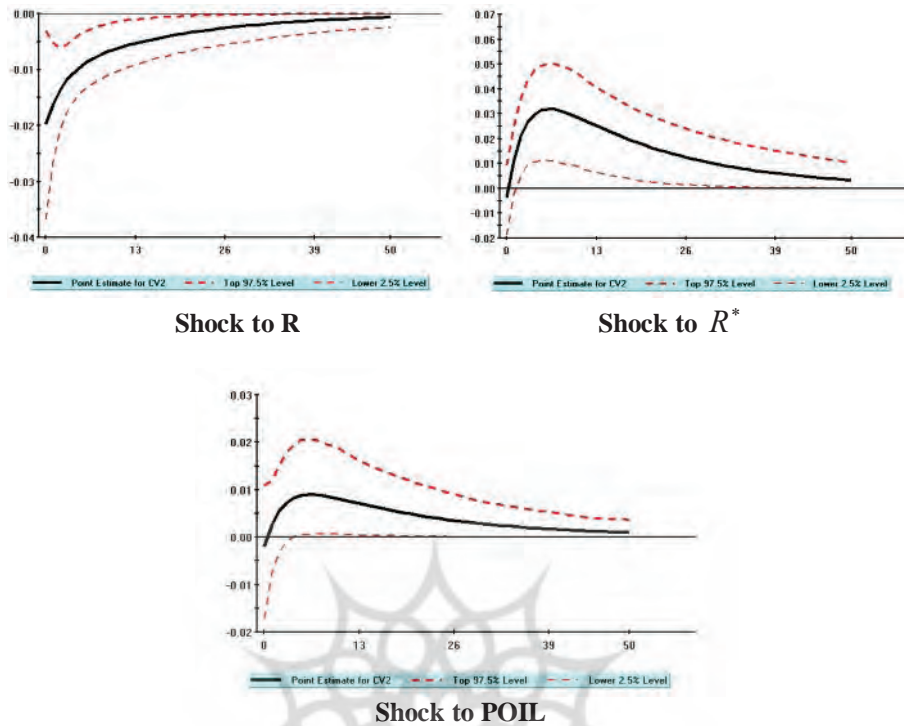 0.00
-0.01
-0.02
-0.03
-0.04
0 13 26 39 50
Point Estimate for CV2 Top 97.5% Level Lower 2.5% Level
Shock to R
0.07
0.06
0.05
0.04
0.03
0.02
0.01
0.00
-0.01
-0.02
0 13 26 39 50
Point Estimate for CV2 Top 97.5% Level Lower 2.5% Level
Shock to R*
0.03
0.02
0.01
0.00
-0.01
-0.02
0 13 26 39 50
Point Estimate for CV2 Top 97.5% Level Lower 2.5% Level
Shock to POIL